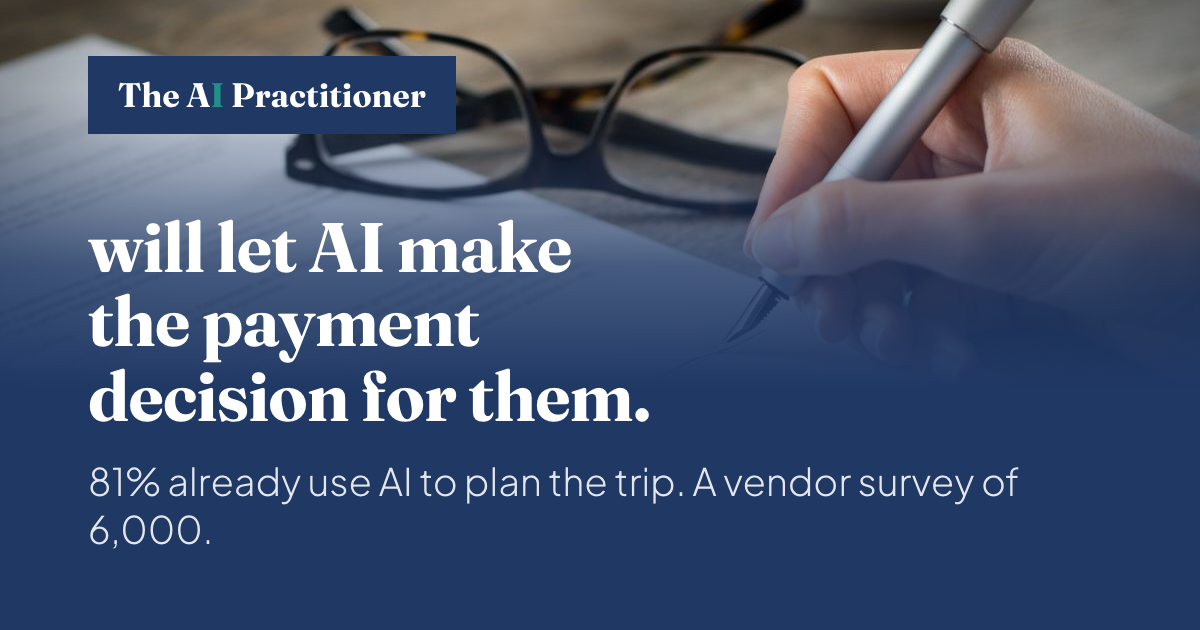 The AI Practitioner
will let AI make
the payment
decision for them.
81% already use AI to plan the trip. A vendor survey of
6,000.